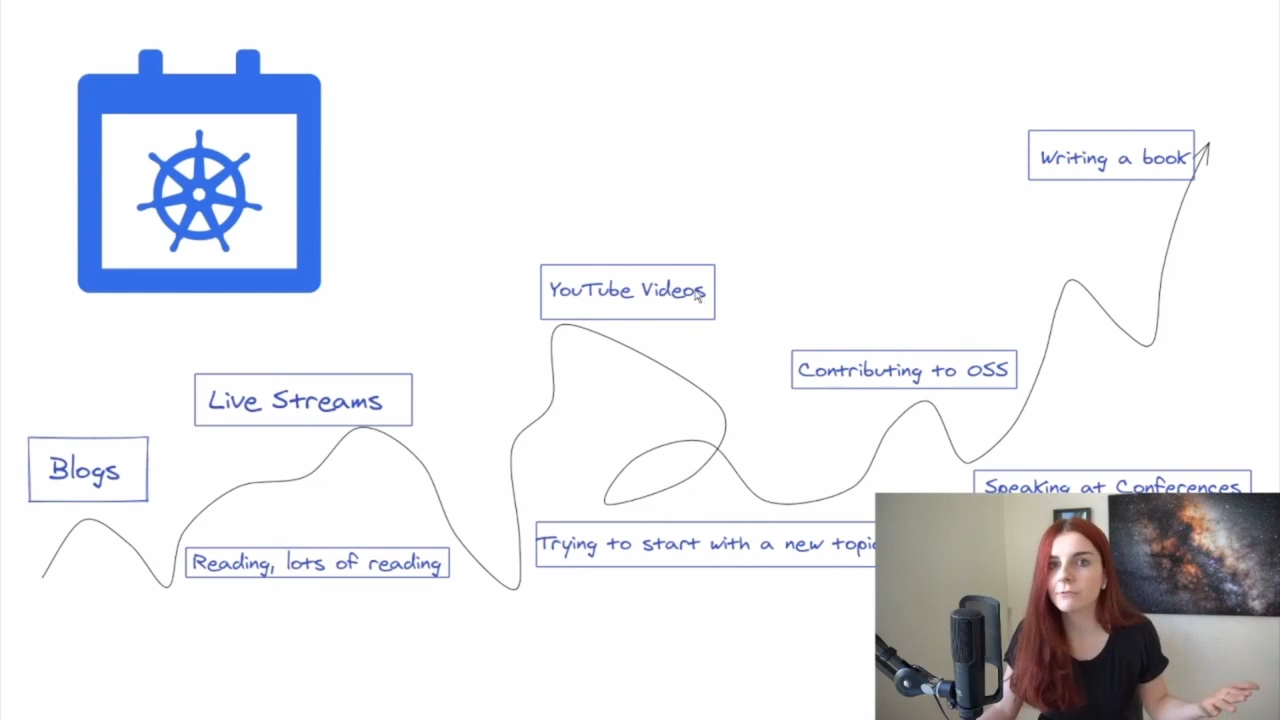 Writing a book
YouTube Videos
Contributing to OSS
Live Streams
Blogs
Speaking at Conferences
Trying to start with a new topic
Reading, lots of reading